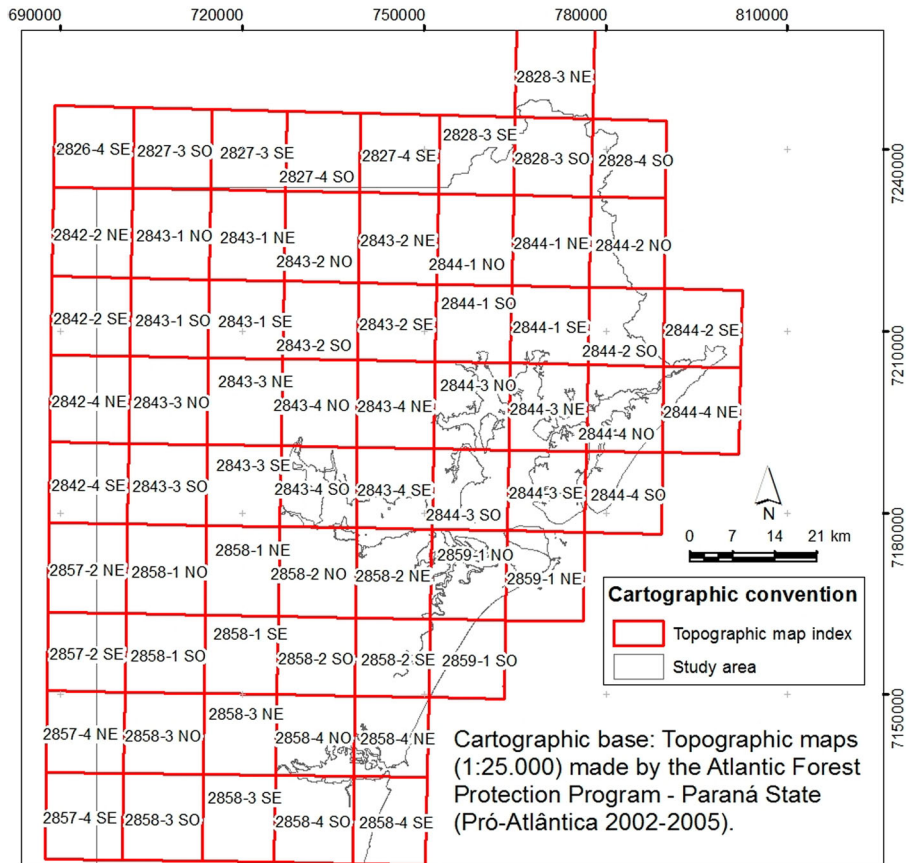 690000 720000 750000 780000 810000
2828-3 NE
2826-4 SE 2827-3 SO 2827-3 SE 2827-4 SO 2827-4 SE 2828-3 SE 2828-3 SO 2828-4 SO
7240000
2842-2 NE 2843-1 NO 2843-1 NE 2843-2 NO 2843-2 NE 2844-1 NO 2844-1 NE 2844-2 NO
2842-2 SE 2843-1 SO 2843-1 SE 2843-2 SO 2843-2 SE 2844-1 SO 2844-1 SE 2844-2 SO 2844-2 SE
7210000
2842-4 NE 2843-3 NO 2843-3 NE 2843-4 NO 2843-4 NE 2844-3 NO 2844-3 NE 2844-4 NO 2844-4 NE
2842-4 SE 2843-3 SO 2843-3 SE 2843-4 SO 2843-4 SE 2844-3 SO 2844-3 SE 2844-4 SO
7180000
N
0 7 14 21 km
2857-2 NE 2858-1 NO 2858-1 NE 2858-2 NO 2858-2 NE 2859-1 NO 2859-1 NE
2857-2 SE 2858-1 SO 2858-1 SE 2858-2 SO 2858-2 SE 2859-1 SO
Cartographic convention
Topographic map index
Study area
7150000
2857-4 NE 2858-3 NO 2858-3 NE 2858-4 NO 2858-4 NE
2857-4 SE 2858-3 SO 2858-3 SE 2858-4 SO 2858-4 SE
Cartographic base: Topographic maps
(1:25.000) made by the Atlantic Forest
Protection Program - Paraná State
(Pró-Atlântica 2002-2005).